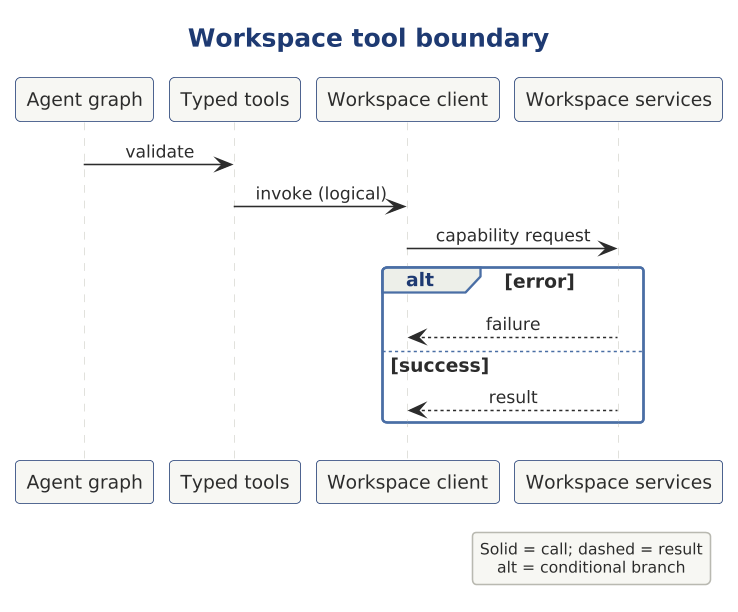 Workspace tool boundary
Agent graph
Typed tools
Workspace client
Workspace services
validate
invoke (logical)
capability request
alt
[error]
failure
[success]
result
Agent graph
Typed tools
Workspace client
Workspace services
Solid = call; dashed = result
alt = conditional branch